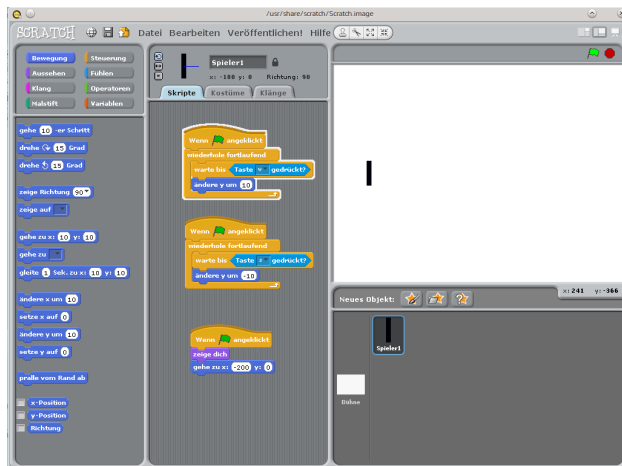 /usr/share/scratch/Scratch.image
SCRATCH Datei Bearbeiten Veröffentlichen! Hilfe
Bewegung Steuerung
Aussehen Fühlen
Klang Operatoren
Malstift Variablen
gehe 10 -er Schritt
drehe 15 Grad
drehe 15 Grad
zeige Richtung 90
zeige auf
gehe zu x: 10 y: 10
gehe zu
gleite 1 Sek. zu x: 10 y: 10
ändere x um 10
setze x auf 0
ändere y um 10
setze y auf 0
pralle vom Rand ab
x-Position
y-Position
Richtung
Spieler1
y: 0 Richtung: 90
Skripte Kostüme Klänge
Wenn angeklickt
wiederhole fortlaufend
warte bis Taste gedrückt?
ändere y um 10
Wenn angeklickt
wiederhole fortlaufend
warte bis Taste gedrückt?
ändere y um -10
Wenn angeklickt
zeige dich
gehe zu x: -200 y: 0
x: 241 y: -366
Neues Objekt:
Spieler1
Bühne